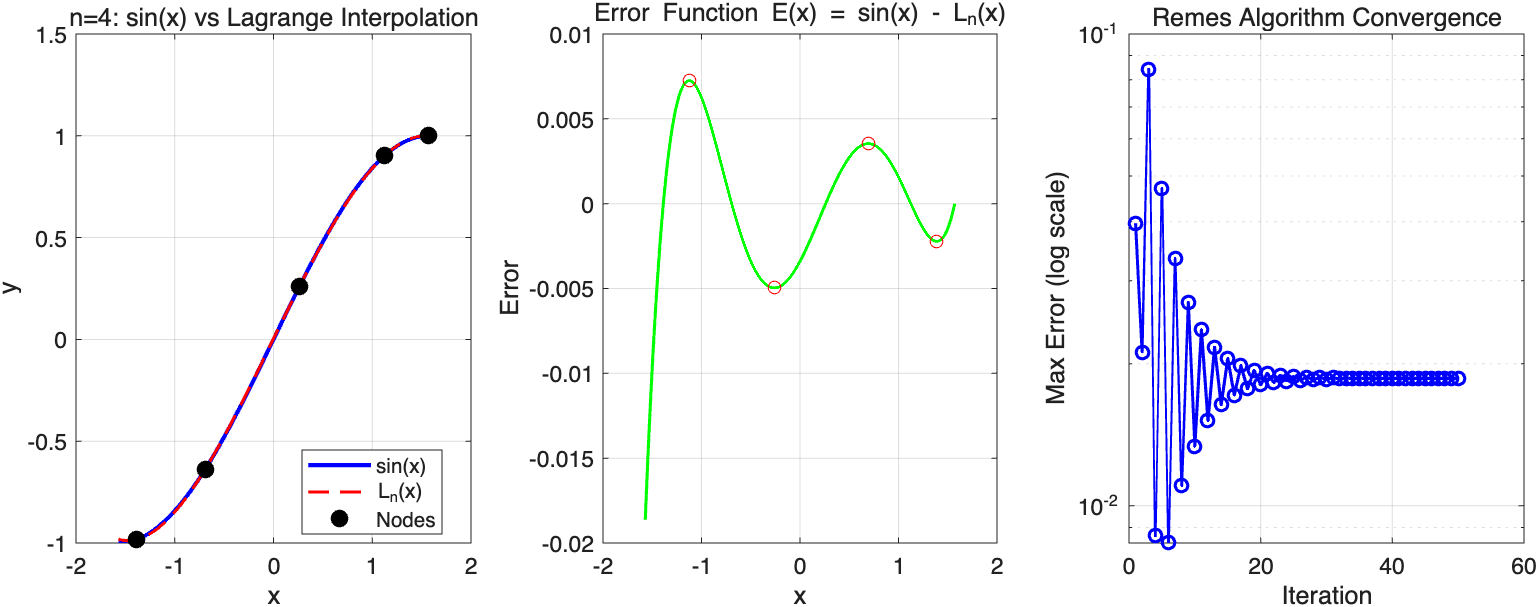 n=4: sin(x) vs Lagrange Interpolation
1.5
1
0.5
0
-0.5
-1
y
-2
-1
0
1
2
x
sin(x)
Lₙ(x)
Nodes
Error Function E(x) = sin(x) - Lₙ(x)
0.01
0.005
0
-0.005
-0.01
-0.015
-0.02
Error
-2
-1
0
1
2
x
Remes Algorithm Convergence
10⁻¹
10⁻²
Max Error (log scale)
0
20
40
60
Iteration